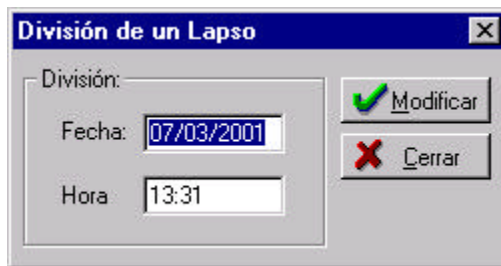 División de un Lapso
División:
Fecha: 07/03/2001
Hora 13:31
Modificar
Cerrar